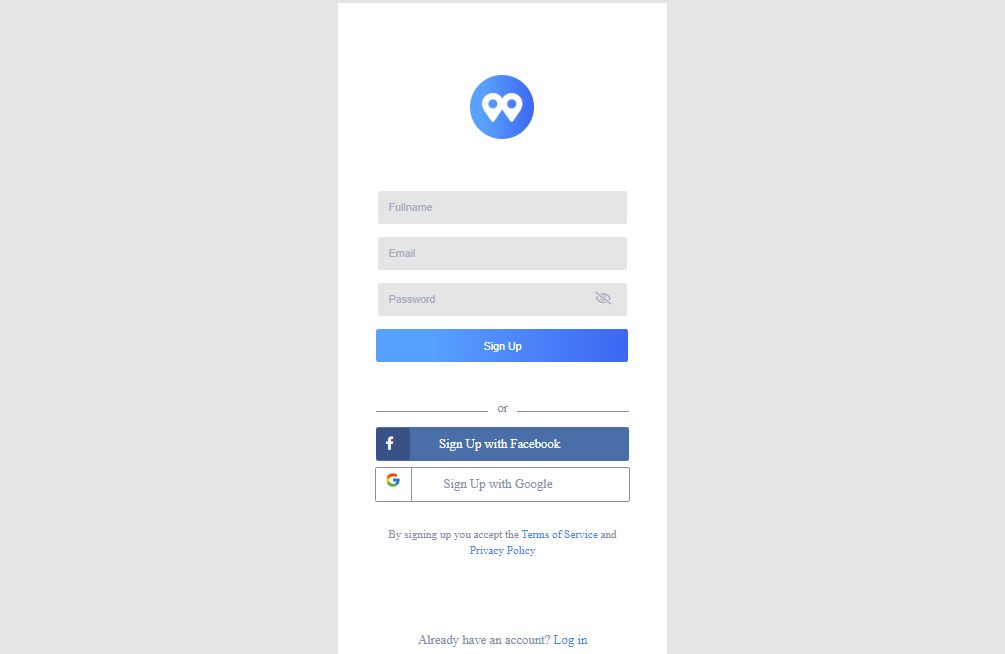 Fullname
Email
Password
Sign Up
or
Sign Up with Facebook
Sign Up with Google
By signing up you accept the Terms of Service and
Privacy Policy
Already have an account? Log in